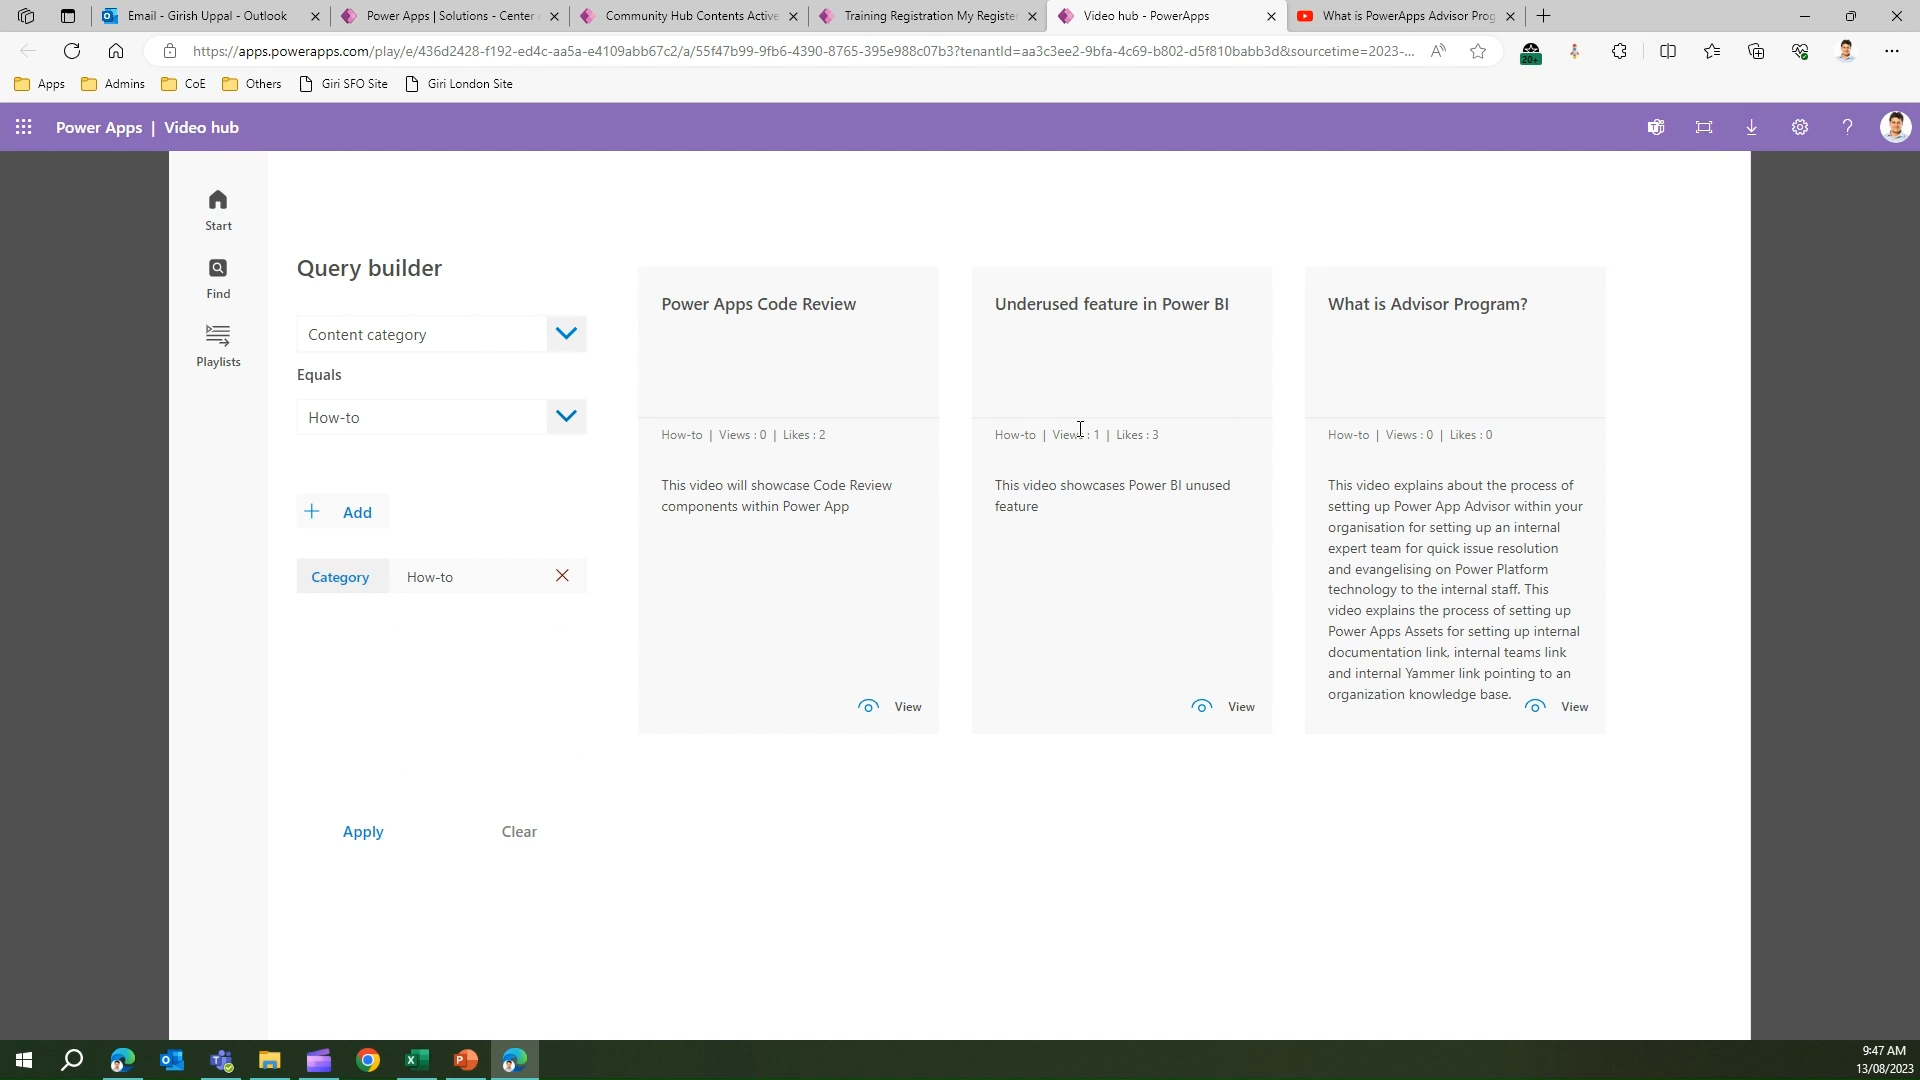 Email - Girish Uppal - Outlook
Power Apps | Solutions - Center
Community Hub Contents Active
Training Registration My Register
Video hub - PowerApps
What is PowerApps Advisor Prog
https://apps.powerapps.com/play/e/436d2428-f192-ed4c-aa5a-e4109abb67c2/a/55f47b99-9fb6-4390-8765-395e988c07b3?tenantId=aa3c3ee2-9bfa-4c69-b802-d5f810babb3d&sourcetime=2023-...
20+
Apps
Admins
CoE
Others
Giri SFO Site
Giri London Site
Power Apps | Video hub
Start
Find
Playlists
Query builder
Content category
Equals
How-to
Add
Category How-to
Apply
Clear
Power Apps Code Review
How-to | Views : 0 | Likes : 2
This video will showcase Code Review
components within Power App
View
Underused feature in Power BI
How-to | Views : 1 | Likes : 3
This video showcases Power BI unused
feature
View
What is Advisor Program?
How-to | Views : 0 | Likes : 0
This video explains about the process of
setting up Power App Advisor within your
organisation for setting up an internal
expert team for quick issue resolution
and evangelising on Power Platform
technology to the internal staff. This
video explains the process of setting up
Power Apps Assets for setting up internal
documentation link, internal teams link
and internal Yammer link pointing to an
organization knowledge base.
View
9:47 AM
13/08/2023